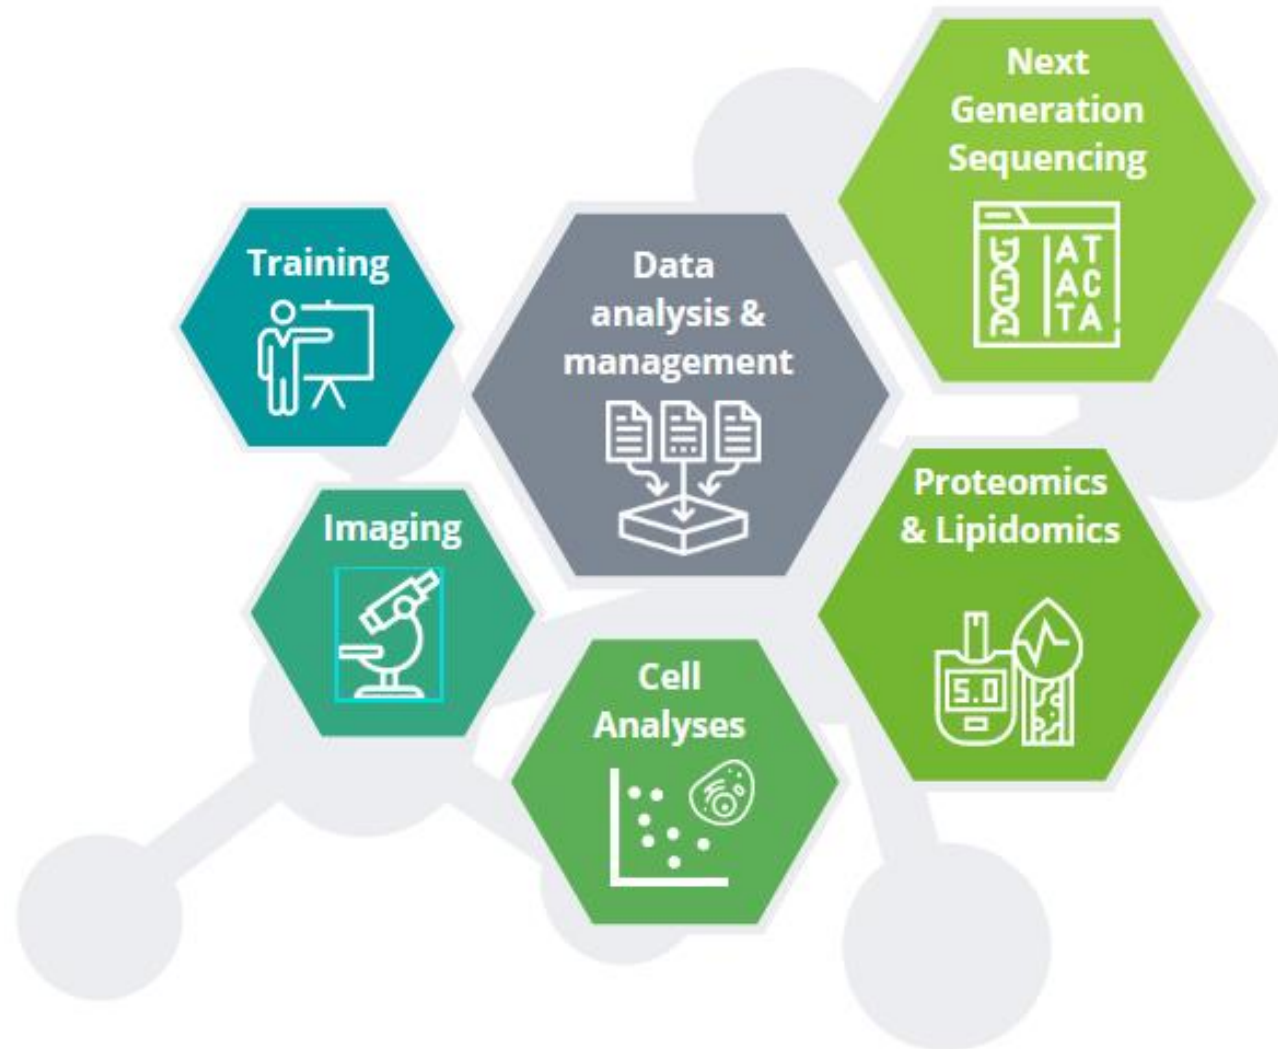 Next
Generation
Sequencing
AT
AC
TA
Training
Data
analysis &
management
Proteomics
& Lipidomics
5.0
Imaging
Cell
Analyses